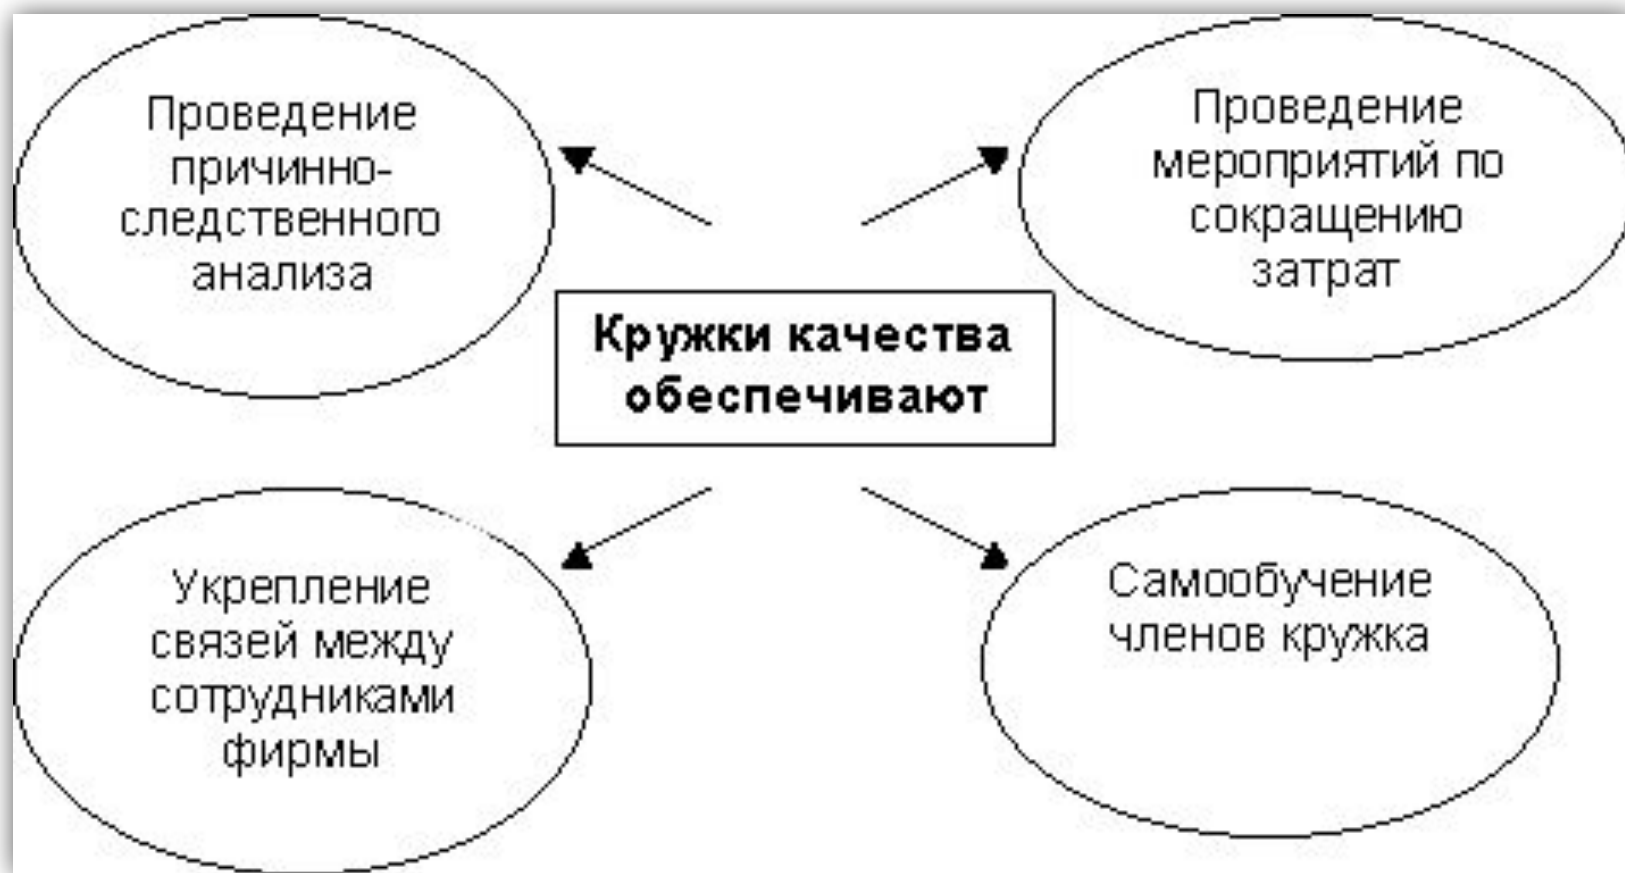 Проведение
причинно-
следственного
анализа
Проведение
мероприятий по
сокращению
затрат
Кружки качества
обеспечивают
Укрепление
связей между
сотрудниками
фирмы
Самообучение
членов кружка